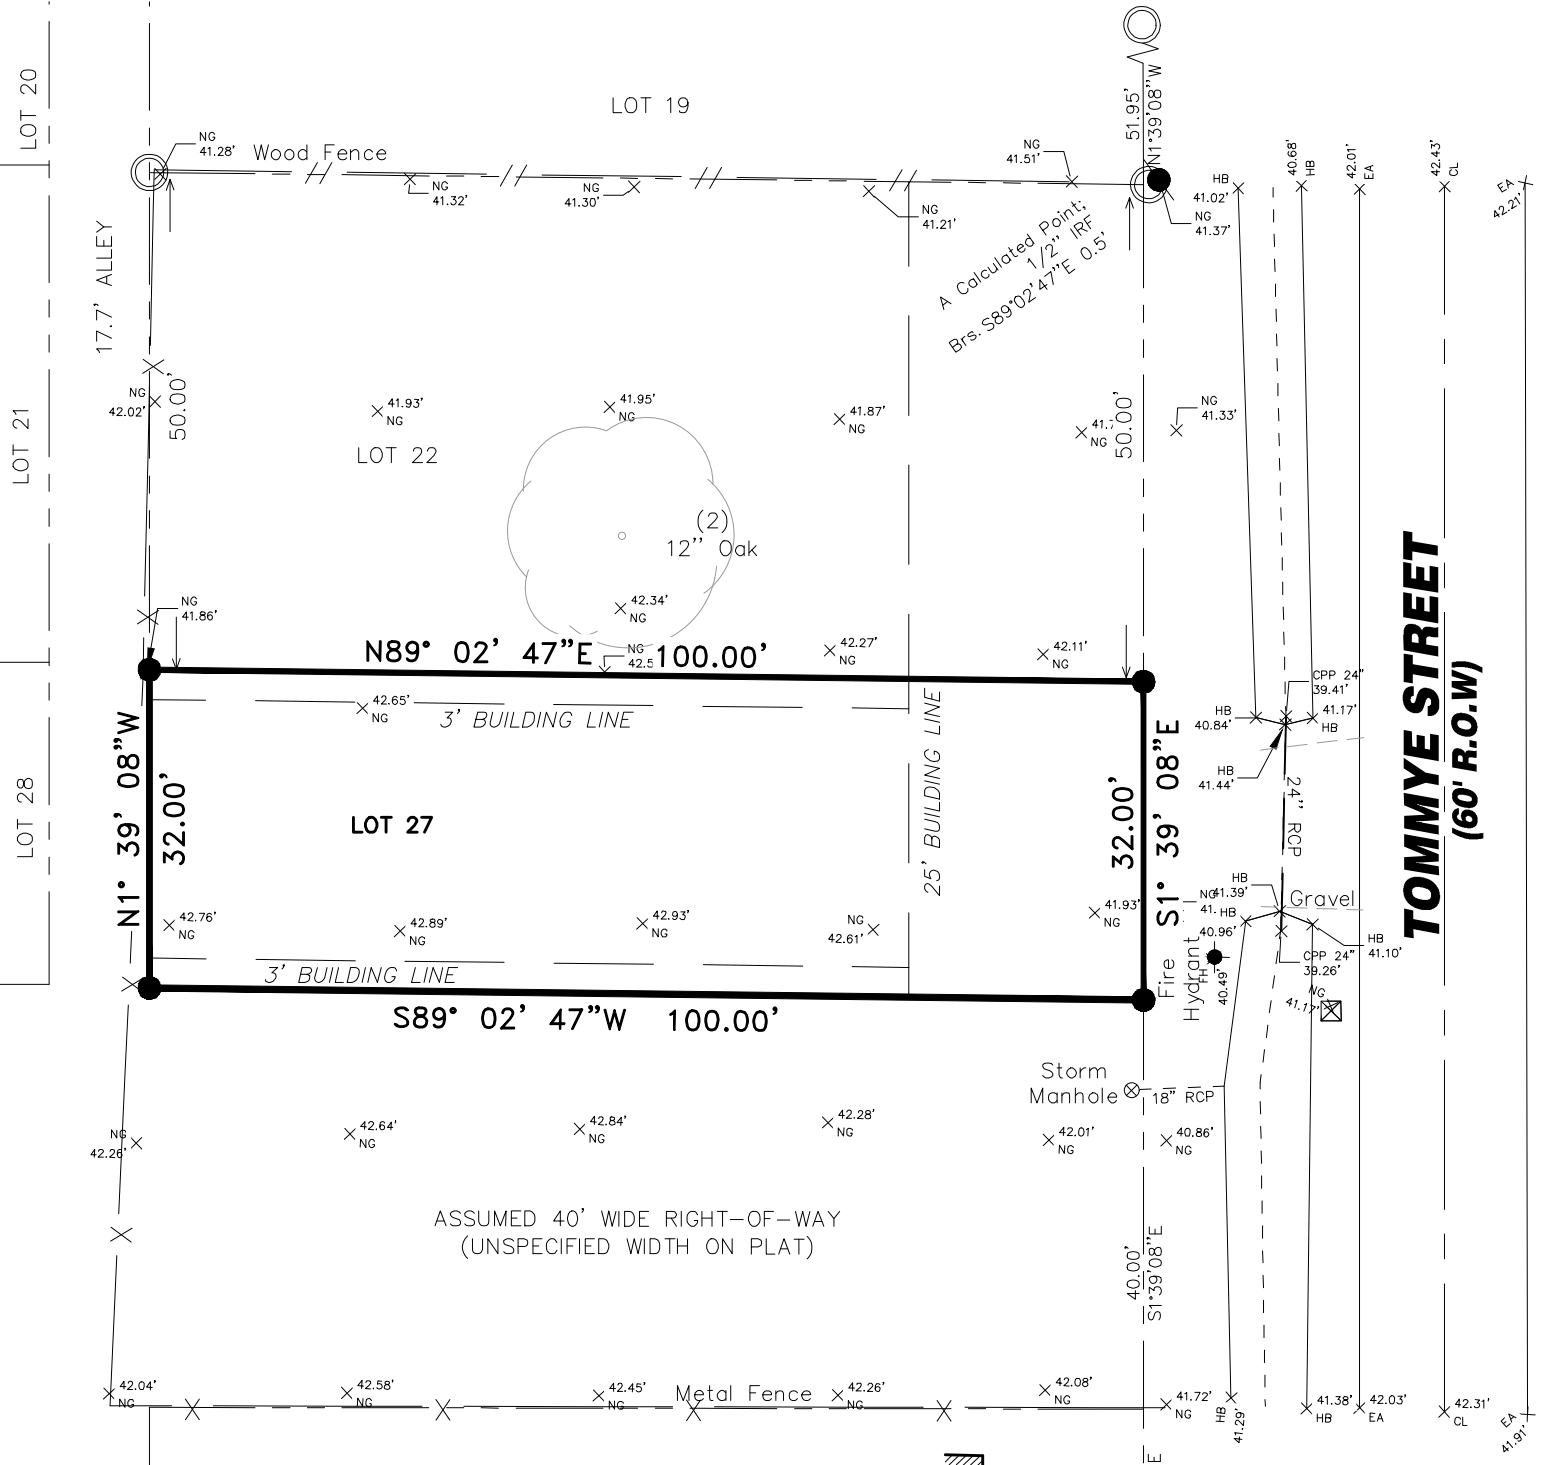 LOT 20
LOT 19
51.95'
N1°39'08"W
NG
41.28'
Wood Fence
NG
41.32'
NG
41.30'
NG
41.21'
NG
41.51'
NG
41.37'
HB
41.02'
40.68'
HB
42.01'
EA
42.43'
CL
EA
42.21'
A Calculated Point;
1/2" IRF
Brs. S89°02'47"E 0.5'
17.7' ALLEY
50.00'
NG
42.02'
LOT 21
41.93'
NG
41.95'
NG
41.87'
NG
NG
50.00'
NG
41.33'
LOT 22
(2)
12" Oak
NG
41.86'
42.34'
NG
N89° 02' 47"E 100.00'
NG
42.27'
NG
42.11'
NG
42.65'
NG
3' BUILDING LINE
25' BUILDING LINE
CPP 24"
39.41'
HB
40.84'
41.17'
HB
HB
41.44'
24" RCP
TOMMYE STREET
(60' R.O.W)
LOT 28
N1° 39' 08"W
32.00'
LOT 27
32.00'
S1° 39' 08"E
42.76'
NG
42.89'
NG
42.93'
NG
NG
42.61'
41.93'
NG
NG
HB
41.39'
HB
40.96'
Gravel
HB
41.10'
CPP 24"
39.26'
Fire
Hydrant
FH
40.49'
NG
41.17'
3' BUILDING LINE
S89° 02' 47"W 100.00'
Storm
Manhole
18" RCP
NG
42.26'
42.64'
NG
42.84'
NG
42.28'
NG
42.01'
NG
40.86'
NG
ASSUMED 40' WIDE RIGHT-OF-WAY
(UNSPECIFIED WIDTH ON PLAT)
40.00'
S1°39'08"E
42.04'
NG
42.58'
NG
42.45'
NG
Metal Fence
42.26'
NG
42.08'
NG
41.72'
NG
HB
41.29'
41.38'
HB
42.03'
EA
42.31'
CL
EA
41.91'
E